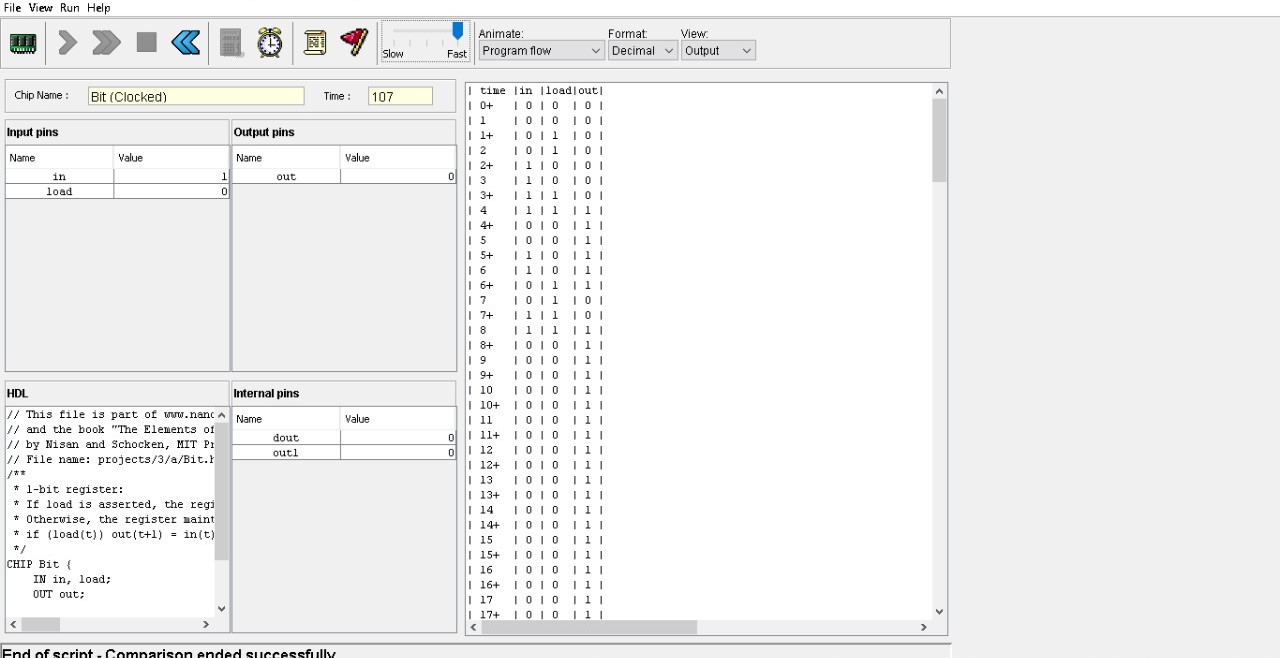 File View Run Help
Animate: Format: View:
Slow Fast Program flow Decimal Output
Chip Name : Bit (Clocked) Time : 107
Input pins Output pins
Name Value Name Value
in 1 out 0
load 0
HDL Internal pins
// This file is part of www.nand Name Value
// and the book "The Elements of dout 0
// by Nisan and Schocken, MIT Pr out1 0
// File name: projects/3/a/Bit.h
/**
* 1-bit register:
* If load is asserted, the regi
* Otherwise, the register maint
* if (load(t)) out(t+1) = in(t)
*/
CHIP Bit {
IN in, load;
OUT out;
| time |in |load|out|
| 0+ | 0 | 0 | 0 |
| 1 | 0 | 0 | 0 |
| 1+ | 0 | 1 | 0 |
| 2 | 0 | 1 | 0 |
| 2+ | 1 | 0 | 0 |
| 3 | 1 | 0 | 0 |
| 3+ | 1 | 1 | 0 |
| 4 | 1 | 1 | 1 |
| 4+ | 0 | 0 | 1 |
| 5 | 0 | 0 | 1 |
| 5+ | 1 | 0 | 1 |
| 6 | 1 | 0 | 1 |
| 6+ | 0 | 1 | 1 |
| 7 | 0 | 1 | 0 |
| 7+ | 1 | 1 | 0 |
| 8 | 1 | 1 | 1 |
| 8+ | 0 | 0 | 1 |
| 9 | 0 | 0 | 1 |
| 9+ | 0 | 0 | 1 |
| 10 | 0 | 0 | 1 |
| 10+ | 0 | 0 | 1 |
| 11 | 0 | 0 | 1 |
| 11+ | 0 | 0 | 1 |
| 12 | 0 | 0 | 1 |
| 12+ | 0 | 0 | 1 |
| 13 | 0 | 0 | 1 |
| 13+ | 0 | 0 | 1 |
| 14 | 0 | 0 | 1 |
| 14+ | 0 | 0 | 1 |
| 15 | 0 | 0 | 1 |
| 15+ | 0 | 0 | 1 |
| 16 | 0 | 0 | 1 |
| 16+ | 0 | 0 | 1 |
| 17 | 0 | 0 | 1 |
| 17+ | 0 | 0 | 1 |
End of script - Comparison ended successfully